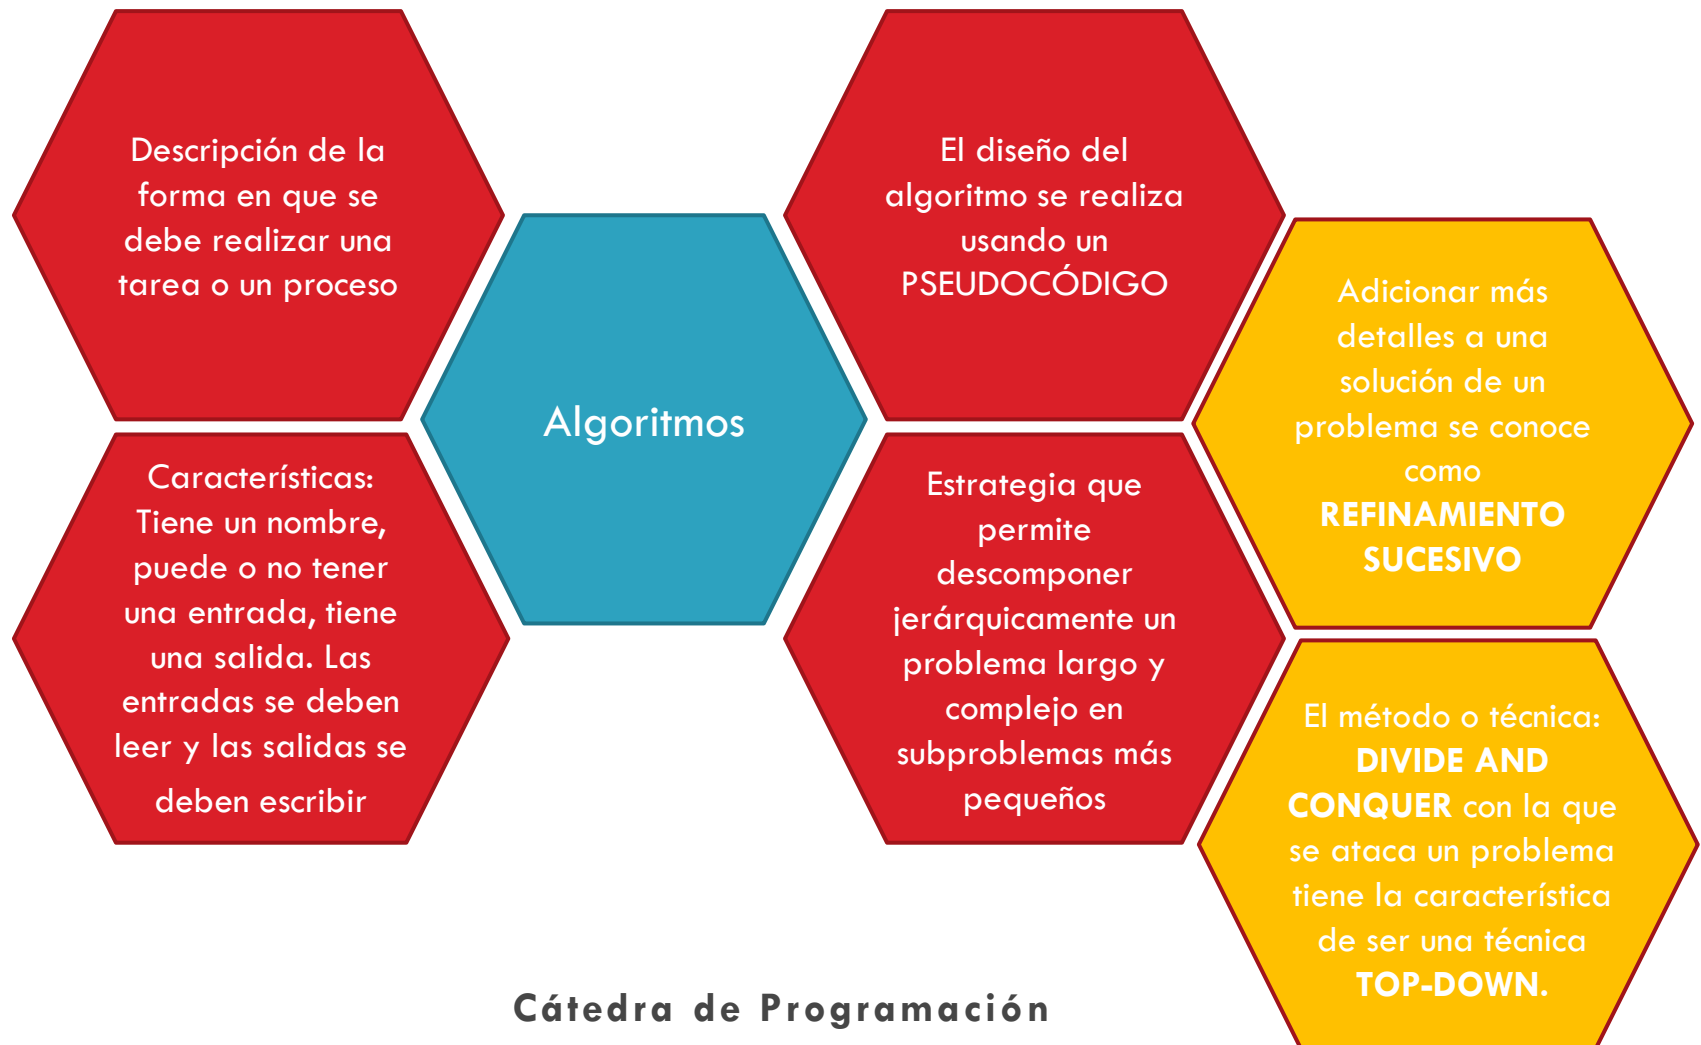 Descripción de la
forma en que se
debe realizar una
tarea o un proceso
Características:
Tiene un nombre,
puede o no tener
una entrada, tiene
una salida. Las
entradas se deben
leer y las salidas se
deben escribir
Algoritmos
El diseño del
algoritmo se realiza
usando un
PSEUDOCÓDIGO
Estrategia que
permite
descomponer
jerárquicamente un
problema largo y
complejo en
subproblemas más
pequeños
Adicionar más
detalles a una
solución de un
problema se conoce
como
REFINAMIENTO
SUCESIVO
El método o técnica:
DIVIDE AND
CONQUER con la que
se ataca un problema
tiene la característica
de ser una técnica
TOP-DOWN.
Cátedra de Programación